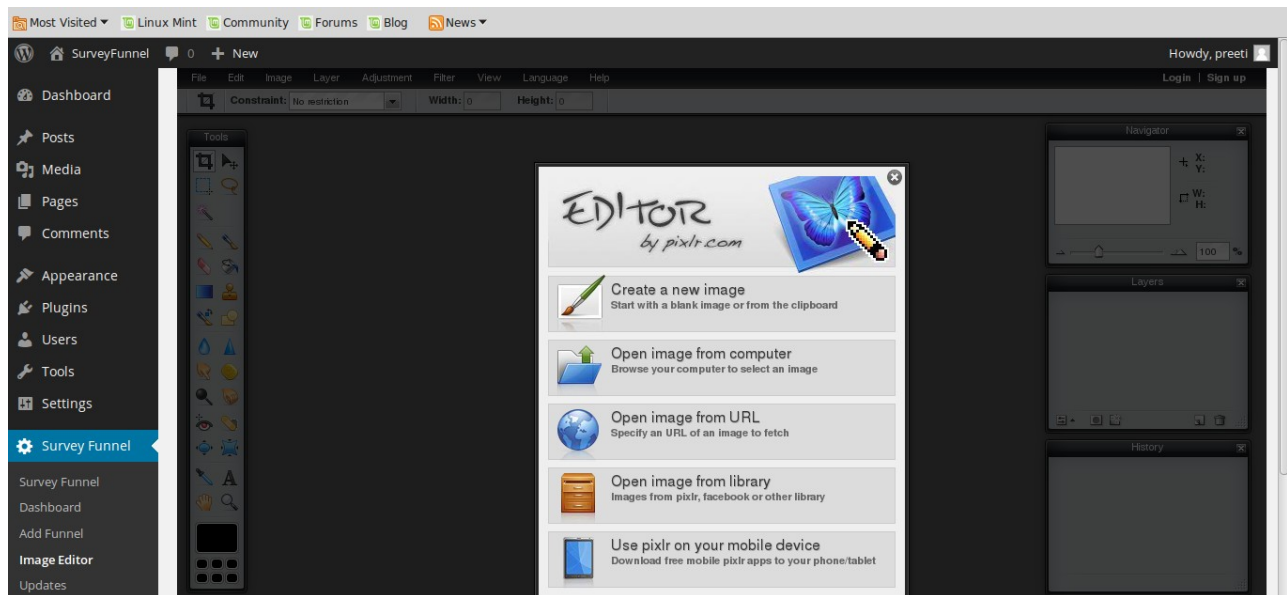 Most Visited Linux Mint Community Forums Blog News
SurveyFunnel 0 + New Howdy, preeti
File Edit Image Layer Adjustment Filter View Language Help Login | Sign up
Constraint: No restriction Width: 0 Height: 0
Dashboard
Posts
Media
Pages
Comments
Appearance
Plugins
Users
Tools
Settings
Survey Funnel
Survey Funnel
Dashboard
Add Funnel
Image Editor
Updates
Tools
A
EDITOR
by pixlr.com
Create a new image
Start with a blank image or from the clipboard
Open image from computer
Browse your computer to select an image
Open image from URL
Specify an URL of an image to fetch
Open image from library
Images from pixlr, facebook or other library
Use pixlr on your mobile device
Download free mobile pixlr apps to your phone/tablet
Navigator
X:
Y:
W:
H:
100 %
Layers
History